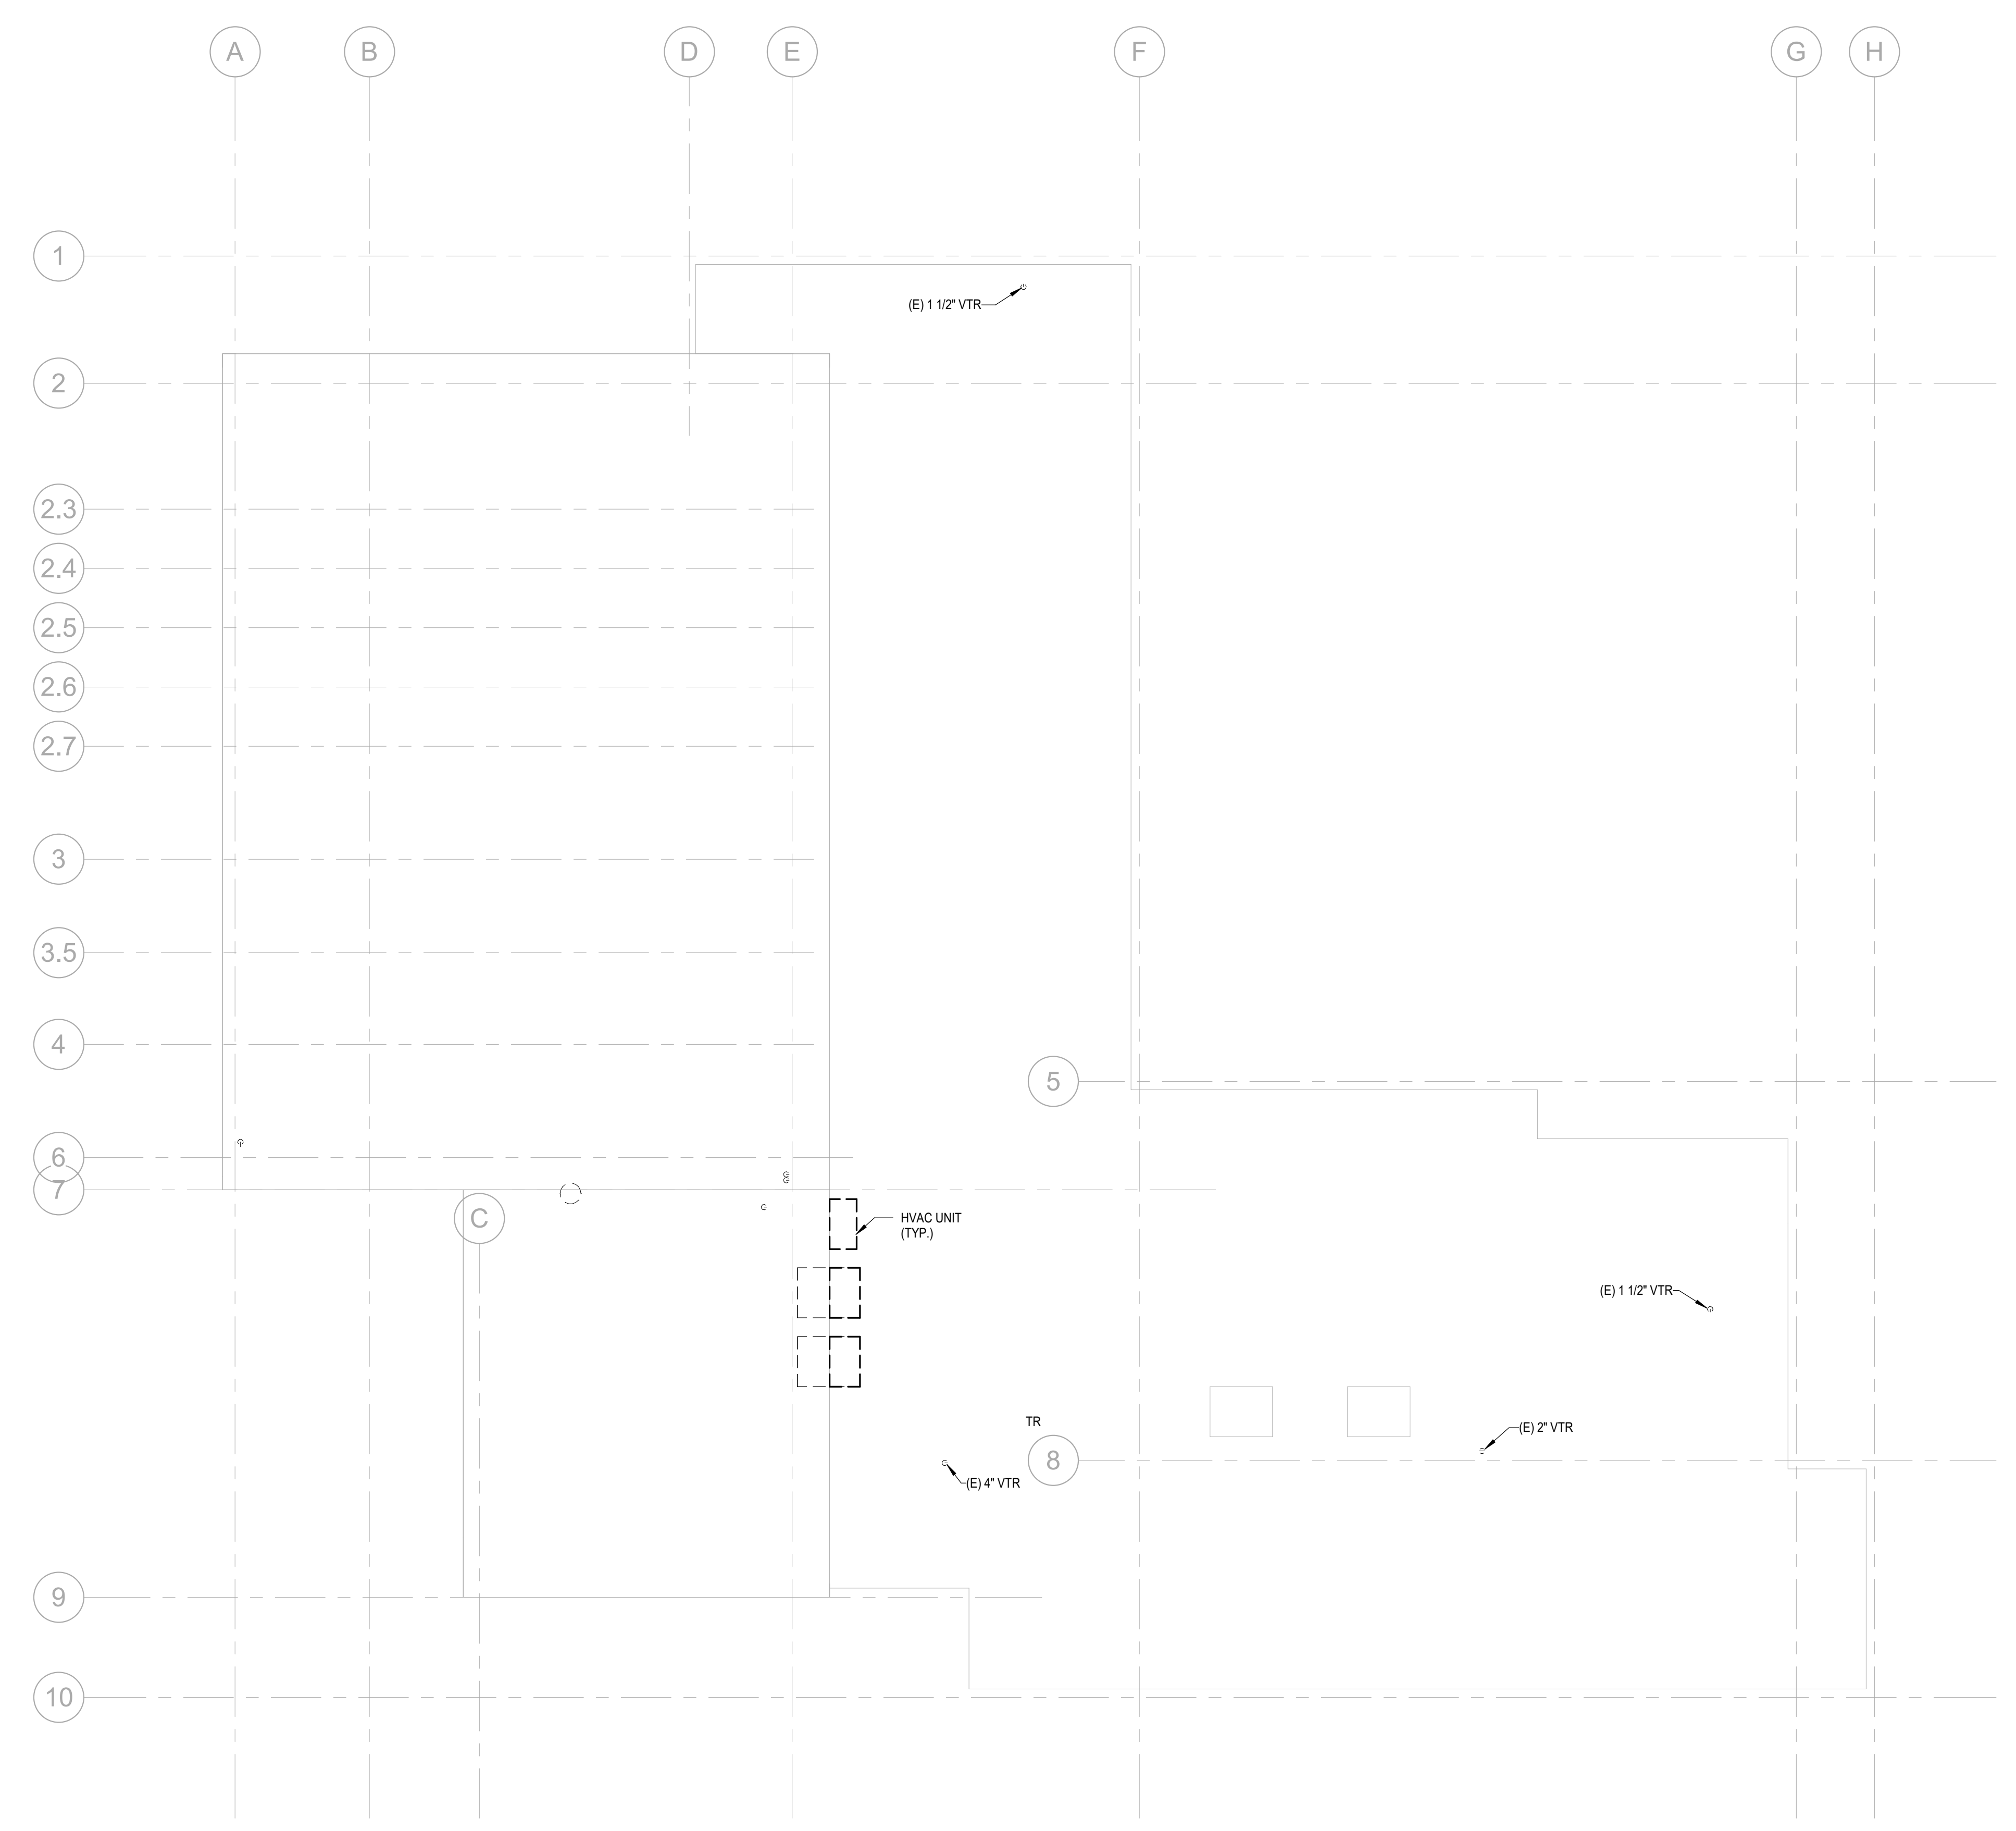 A B D E F G H
1
(E) 1 1/2" VTR
2
2.3
2.4
2.5
2.6
2.7
3
3.5
4
5
6
7
C
HVAC UNIT
(TYP.)
(E) 1 1/2" VTR
TR
(E) 2" VTR
8
(E) 4" VTR
9
10